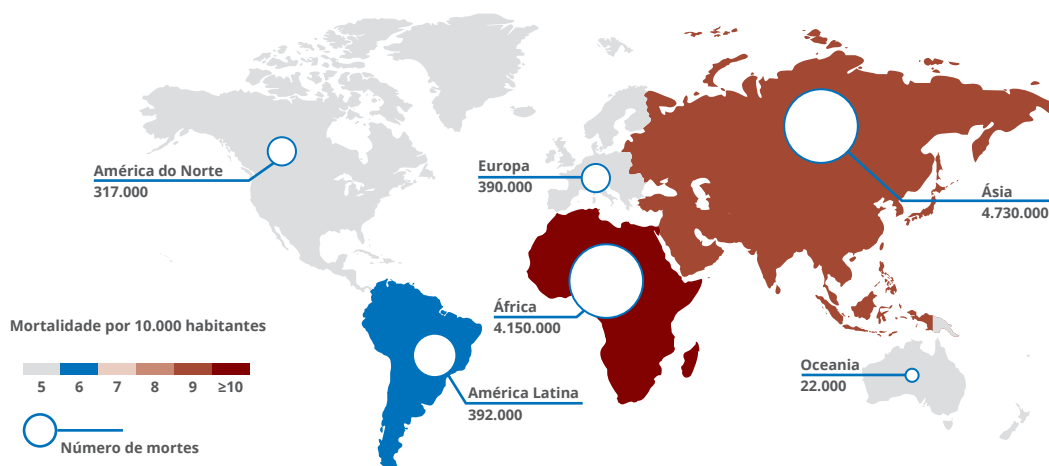 América do Norte
317.000
Europa
390.000
Ásia
4.730.000
África
4.150.000
Mortalidade por 10.000 habitantes
5 6 7 8 9 ≥10
Oceania
22.000
América Latina
392.000
Número de mortes